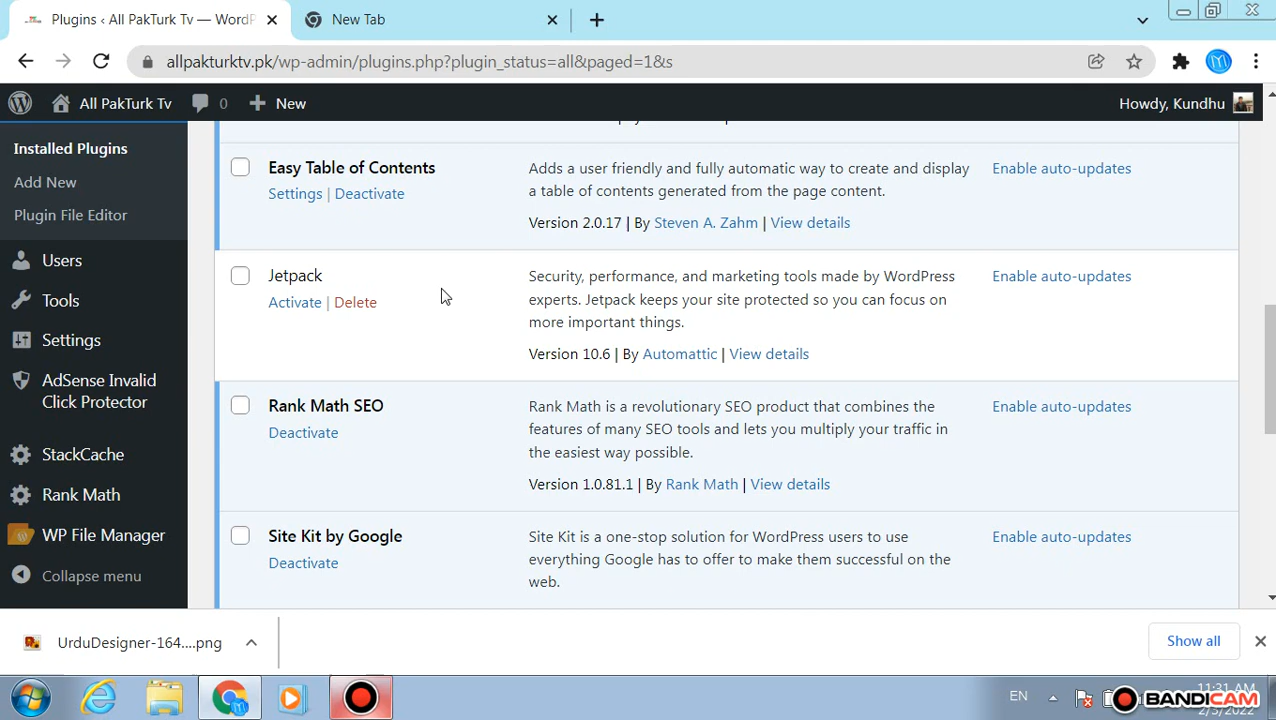 Plugins ‹ All PakTurk Tv — WordP
New Tab
allpakturktv.pk/wp-admin/plugins.php?plugin_status=all&paged=1&s
All PakTurk Tv
0
New
Howdy, Kundhu
Installed Plugins
Add New
Plugin File Editor
Users
Tools
Settings
AdSense Invalid
Click Protector
StackCache
Rank Math
WP File Manager
Collapse menu
Easy Table of Contents
Settings | Deactivate
Adds a user friendly and fully automatic way to create and display
a table of contents generated from the page content.
Version 2.0.17 | By Steven A. Zahm | View details
Enable auto-updates
Jetpack
Activate | Delete
Security, performance, and marketing tools made by WordPress
experts. Jetpack keeps your site protected so you can focus on
more important things.
Version 10.6 | By Automattic | View details
Enable auto-updates
Rank Math SEO
Deactivate
Rank Math is a revolutionary SEO product that combines the
features of many SEO tools and lets you multiply your traffic in
the easiest way possible.
Version 1.0.81.1 | By Rank Math | View details
Enable auto-updates
Site Kit by Google
Deactivate
Site Kit is a one-stop solution for WordPress users to use
everything Google has to offer to make them successful on the
web.
Enable auto-updates
UrduDesigner-164....png
Show all
EN
11:31 AM
2/5/2022
BANDICAM